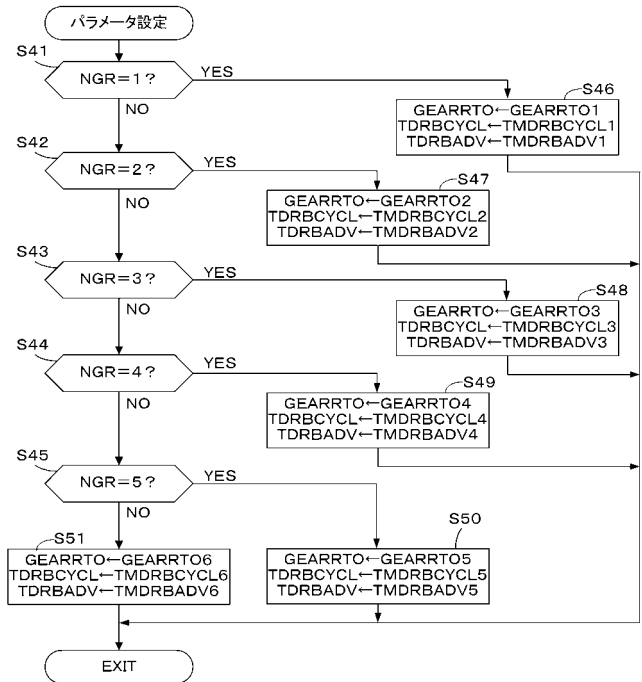 パラメータ設定
S41
NGR=1?
YES
NO
S46
GEARRTO←GEARRTO1
TDRBCYCL←TMDRBCYCL1
TDRBADV←TMDRBADV1
S42
NGR=2?
YES
NO
S47
GEARRTO←GEARRTO2
TDRBCYCL←TMDRBCYCL2
TDRBADV←TMDRBADV2
S43
NGR=3?
YES
NO
S48
GEARRTO←GEARRTO3
TDRBCYCL←TMDRBCYCL3
TDRBADV←TMDRBADV3
S44
NGR=4?
YES
NO
S49
GEARRTO←GEARRTO4
TDRBCYCL←TMDRBCYCL4
TDRBADV←TMDRBADV4
S45
NGR=5?
YES
NO
S51
GEARRTO←GEARRTO6
TDRBCYCL←TMDRBCYCL6
TDRBADV←TMDRBADV6
S50
GEARRTO←GEARRTO5
TDRBCYCL←TMDRBCYCL5
TDRBADV←TMDRBADV5
EXIT